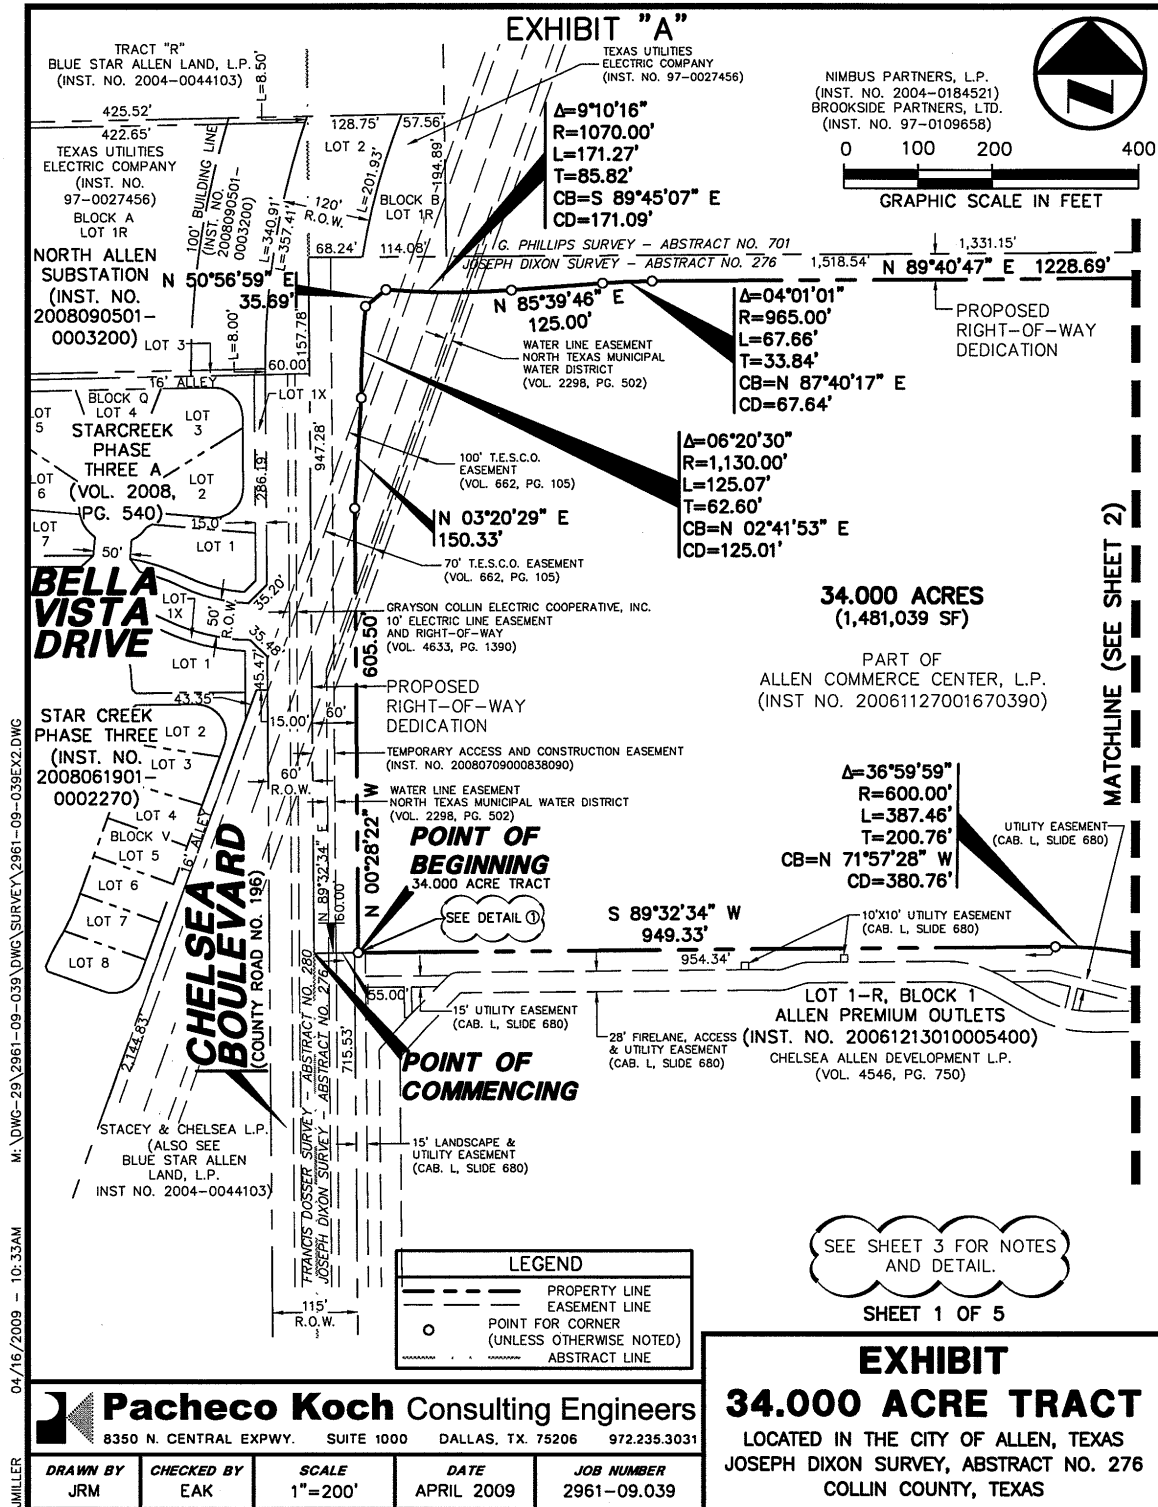 EXHIBIT "A"
TRACT "R"
BLUE STAR ALLEN LAND, L.P.
(INST. NO. 2004-0044103)
L=8.50'
TEXAS UTILITIES
ELECTRIC COMPANY
(INST. NO. 97-0027456)
NIMBUS PARTNERS, L.P.
(INST. NO. 2004-0184521)
BROOKSIDE PARTNERS, LTD.
(INST. NO. 97-0109658)
N
0 100 200 400
GRAPHIC SCALE IN FEET
425.52'
422.65'
128.75'
57.56'
LOT 2
TEXAS UTILITIES
ELECTRIC COMPANY
(INST. NO.
97-0027456)
BLOCK A
LOT 1R
100' BUILDING LINE
(INST. NO.
2008090501-
0003200)
L=340.91'
L=357.41'
120'
R.O.W.
L=201.93'
194.89'
BLOCK B
LOT 1R
68.24'
114.08'
Δ=9°10'16"
R=1070.00'
L=171.27'
T=85.82'
CB=S 89°45'07" E
CD=171.09'
G. PHILLIPS SURVEY - ABSTRACT NO. 701
JOSEPH DIXON SURVEY - ABSTRACT NO. 276
1,331.15'
1,518.54'
N 89°40'47" E 1228.69'
NORTH ALLEN
SUBSTATION
(INST. NO.
2008090501-
0003200)
N 50°56'59" E
35.69'
L=8.00'
157.78'
LOT 3
60.00'
N 85°39'46" E
125.00'
WATER LINE EASEMENT
NORTH TEXAS MUNICIPAL
WATER DISTRICT
(VOL. 2298, PG. 502)
Δ=04°01'01"
R=965.00'
L=67.66'
T=33.84'
CB=N 87°40'17" E
CD=67.64'
PROPOSED
RIGHT-OF-WAY
DEDICATION
16' ALLEY
LOT 1X
BLOCK Q
LOT 4
LOT
5
LOT
3
STARCREEK
PHASE
THREE A
(VOL. 2008,
PG. 540)
LOT
6
LOT
2
LOT
7
LOT 1
286.19'
947.28'
15.0'
50'
100' T.E.S.C.O.
EASEMENT
(VOL. 662, PG. 105)
Δ=06°20'30"
R=1,130.00'
L=125.07'
T=62.60'
CB=N 02°41'53" E
CD=125.01'
N 03°20'29" E
150.33'
70' T.E.S.C.O. EASEMENT
(VOL. 662, PG. 105)
BELLA
VISTA
DRIVE
LOT
1X
50'
R.O.W.
35.20'
35.48'
LOT 1
45.47'
43.35'
GRAYSON COLLIN ELECTRIC COOPERATIVE, INC.
10' ELECTRIC LINE EASEMENT
AND RIGHT-OF-WAY
(VOL. 4633, PG. 1390)
605.50'
34.000 ACRES
(1,481,039 SF)
PART OF
ALLEN COMMERCE CENTER, L.P.
(INST NO. 20061127001670390)
MATCHLINE (SEE SHEET 2)
PROPOSED
RIGHT-OF-WAY
DEDICATION
15.00'
60'
STAR CREEK
PHASE THREE
(INST. NO.
2008061901-
0002270)
LOT 2
LOT 3
LOT 4
BLOCK V
LOT 5
LOT 6
LOT 7
LOT 8
16' ALLEY
60'
R.O.W.
TEMPORARY ACCESS AND CONSTRUCTION EASEMENT
(INST. NO. 20080709000838090)
WATER LINE EASEMENT
NORTH TEXAS MUNICIPAL WATER DISTRICT
(VOL. 2298, PG. 502)
N 00°28'22" W
N 89°32'34" E
60.00'
POINT OF
BEGINNING
34.000 ACRE TRACT
SEE DETAIL 1
Δ=36°59'59"
R=600.00'
L=387.46'
T=200.76'
CB=N 71°57'28" W
CD=380.76'
UTILITY EASEMENT
(CAB. L, SLIDE 680)
S 89°32'34" W
949.33'
954.34'
10'X10' UTILITY EASEMENT
(CAB. L, SLIDE 680)
CHELSEA
BOULEVARD
(COUNTY ROAD NO. 196)
2,144.83'
55.00'
715.53'
15' UTILITY EASEMENT
(CAB. L, SLIDE 680)
28' FIRELANE, ACCESS
& UTILITY EASEMENT
(CAB. L, SLIDE 680)
LOT 1-R, BLOCK 1
ALLEN PREMIUM OUTLETS
(INST. NO. 20061213010005400)
CHELSEA ALLEN DEVELOPMENT L.P.
(VOL. 4546, PG. 750)
POINT OF
COMMENCING
STACEY & CHELSEA L.P.
(ALSO SEE
BLUE STAR ALLEN
LAND, L.P.
INST NO. 2004-0044103)
FRANCIS DOSSER SURVEY - ABSTRACT NO. 280
JOSEPH DIXON SURVEY - ABSTRACT NO. 276
15' LANDSCAPE &
UTILITY EASEMENT
(CAB. L, SLIDE 680)
115'
R.O.W.
LEGEND
PROPERTY LINE
EASEMENT LINE
POINT FOR CORNER
(UNLESS OTHERWISE NOTED)
ABSTRACT LINE
SEE SHEET 3 FOR NOTES
AND DETAIL.
SHEET 1 OF 5
EXHIBIT
34.000 ACRE TRACT
LOCATED IN THE CITY OF ALLEN, TEXAS
JOSEPH DIXON SURVEY, ABSTRACT NO. 276
COLLIN COUNTY, TEXAS
Pacheco Koch Consulting Engineers
8350 N. CENTRAL EXPWY. SUITE 1000 DALLAS, TX. 75206 972.235.3031
DRAWN BY
JRM
CHECKED BY
EAK
SCALE
1"=200'
DATE
APRIL 2009
JOB NUMBER
2961-09.039
M:\DWG-29\2961-09-039\DWG\SURVEY\2961-09-039EX2.DWG
04/16/2009 - 10:33AM
JMILLER